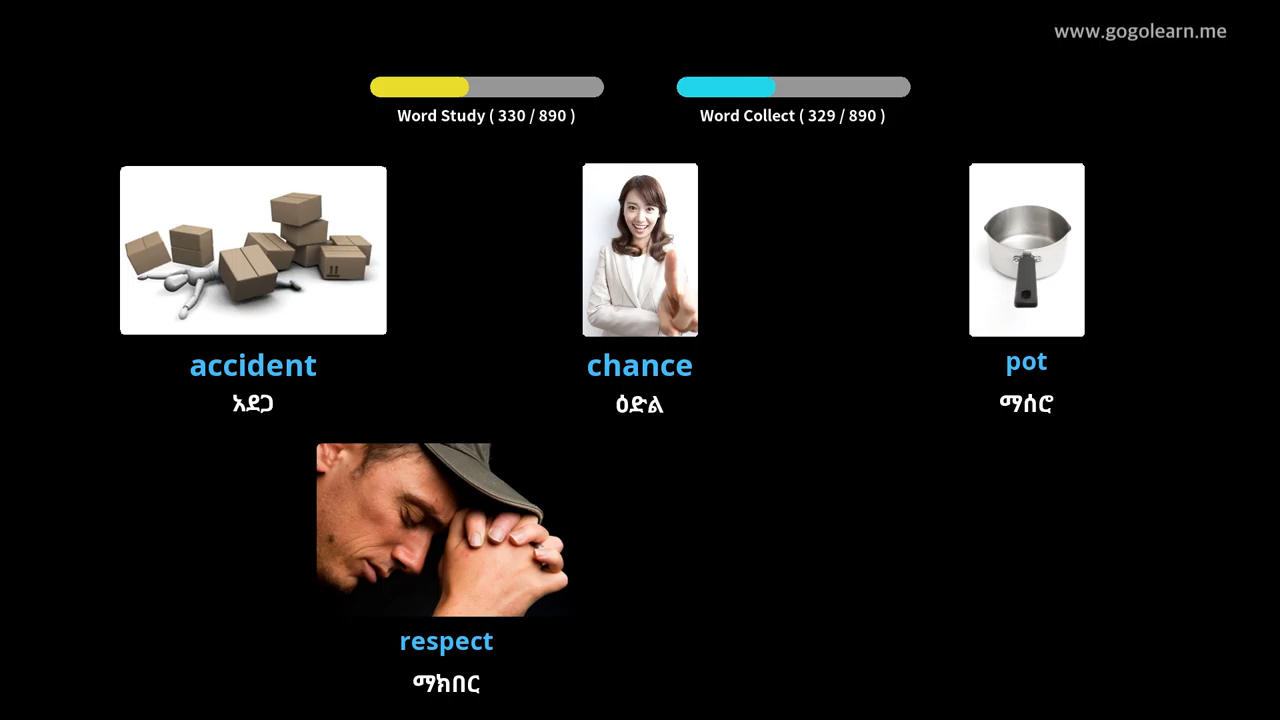 www.gogolearn.me
Word Study ( 330 / 890 )
Word Collect ( 329 / 890 )
accident
አደጋ
chance
ዕድል
pot
ማሰሮ
respect
ማክበር